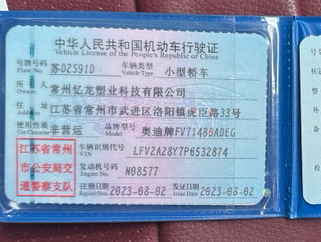 中华人民共和国机动车行驶证
Vehicle License of the People's Republic of China
号牌号码 苏D2S91D 车辆类型 小型轿车
Plate No. Vehicle Type
所有人 常州忆龙塑业科技有限公司
Owner
住址 江苏省常州市武进区洛阳镇虎臣路33号
Address
使用性质 非营运 品牌型号 奥迪牌FV7148BADEG
Use Character Model
江苏省常州 车辆识别代号 LFV2A28Y7P6532874
VIN
市公安局交 发动机号码 N08577
Engine No.
通警察支队 注册日期 2023-08-02 发证日期 2023-08-02
Register Date Issue Date